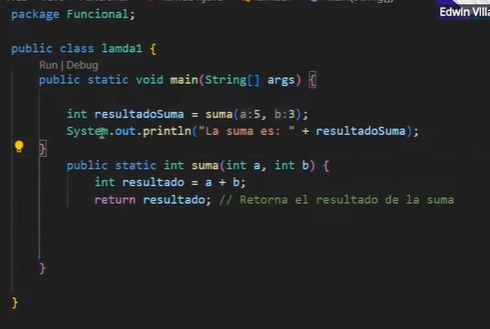 Edwin Villa
package Funcional;
public class lamda1 {
Run | Debug
public static void main(String[] args) {
int resultadoSuma = suma(a:5, b:3);
System.out.println("La suma es: " + resultadoSuma);
}
public static int suma(int a, int b) {
int resultado = a + b;
return resultado; // Retorna el resultado de la suma
}
}